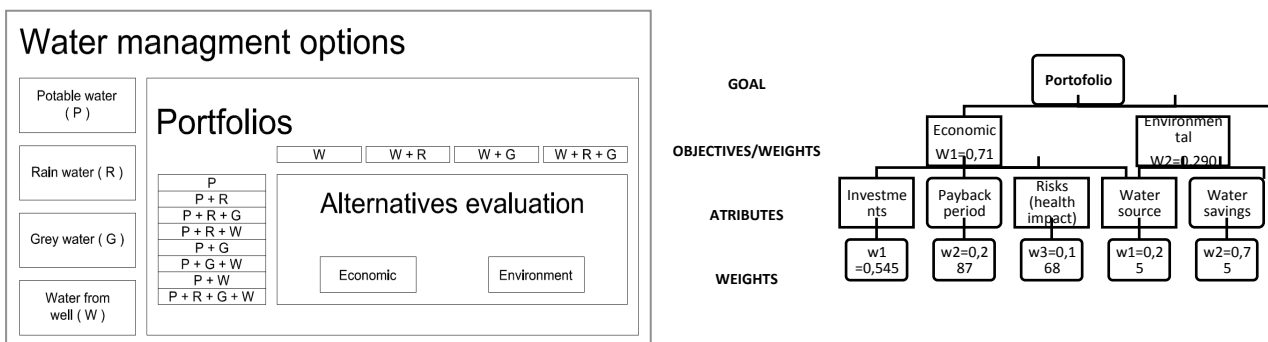 Water managment options
Potable water
( P )
Rain water ( R )
Grey water ( G )
Water from
well ( W )
Portfolios
W
W + R
W + G
W + R + G
P
P + R
P + R + G
P + R + W
P + G
P + G + W
P + W
P + R + G + W
Alternatives evaluation
Economic
Environment
GOAL
Portofolio
OBJECTIVES/WEIGHTS
Economic
W1=0,71
Environmen
tal
W2=0,290
ATRIBUTES
Investme
nts
Payback
period
Risks
(health
impact)
Water
source
Water
savings
WEIGHTS
w1
=0,545
w2=0,2
87
w3=0,1
68
w1=0,2
5
w2=0,7
5